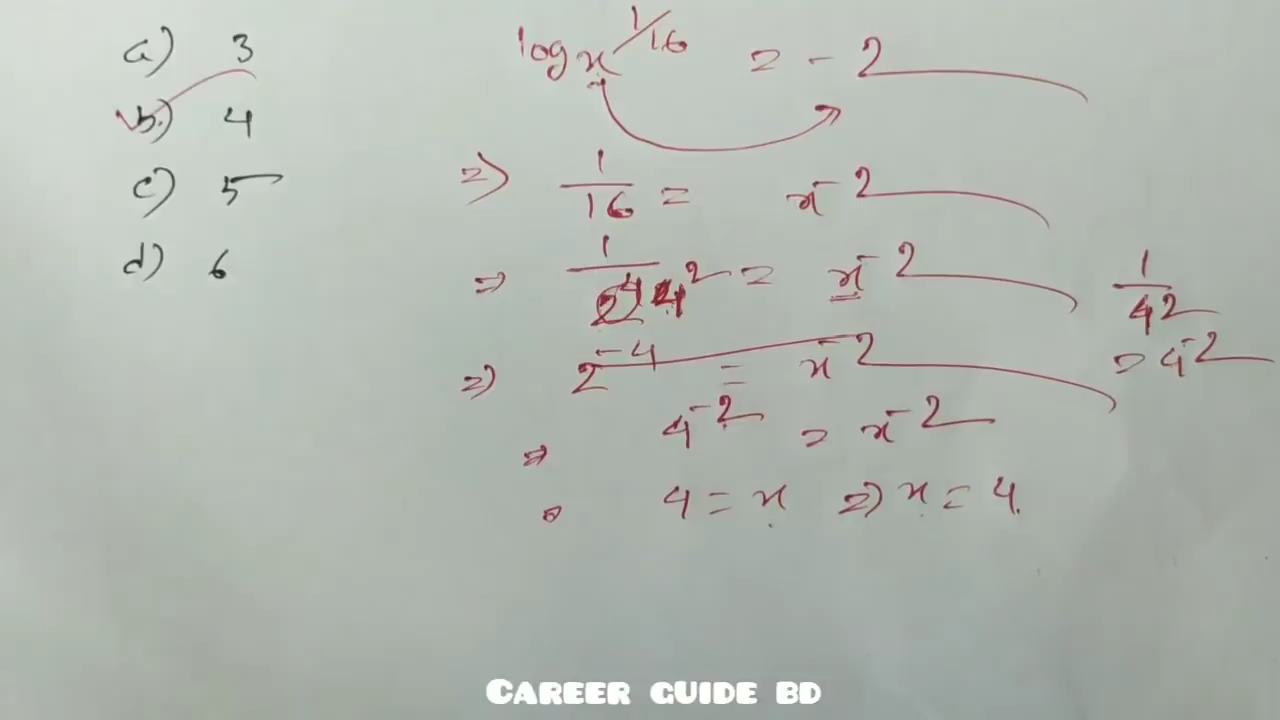 a) 3
b) 4
c) 5
d) 6
log x 1/16 = - 2
=> 1/16 = x^-2
=> 1/4^2 = x^-2
=> 2^-4 = x^-2
=> 4^-2 = x^-2
4 = x => x = 4.
1/4^2
= 4^-2
CAREER GUIDE BD